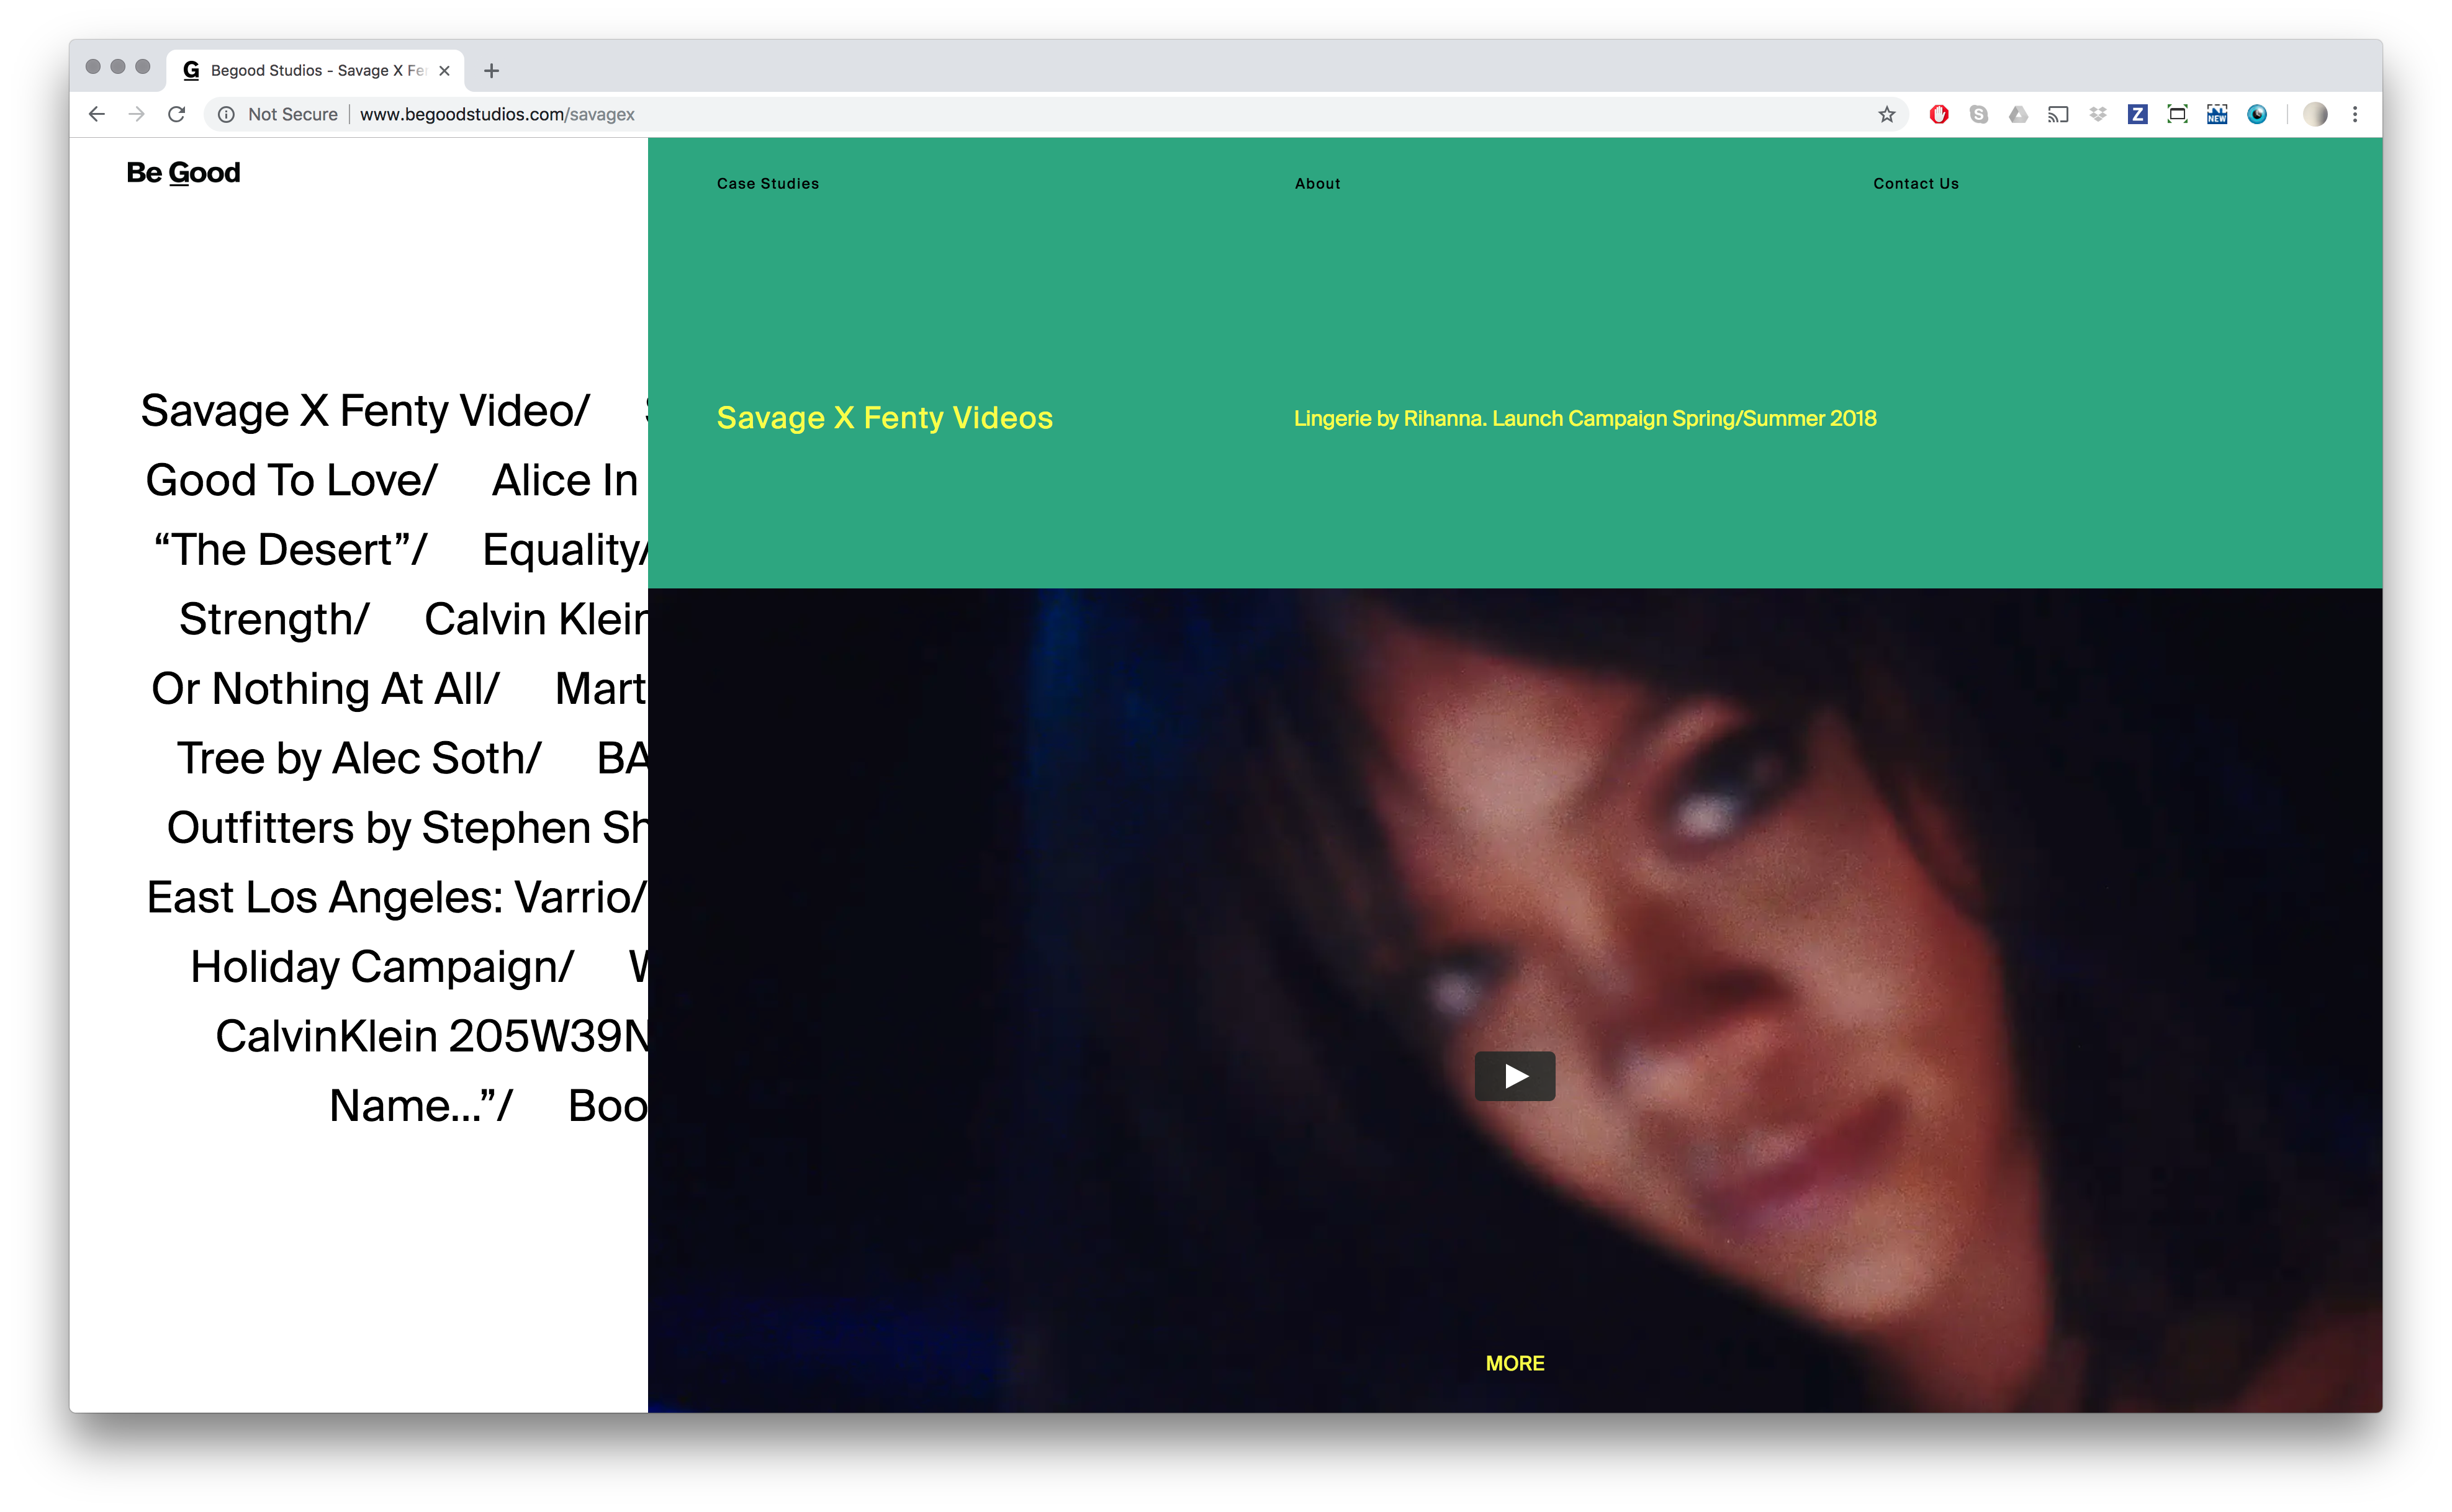 Begood Studios - Savage X Fe
Not Secure
www.begoodstudios.com/savagex
NEW
Be Good
Case Studies
About
Contact Us
Savage X Fenty Video/
Good To Love/ Alice In
“The Desert”/ Equality/
Strength/ Calvin Klein
Or Nothing At All/ Mart
Tree by Alec Soth/ BA
Outfitters by Stephen Sh
East Los Angeles: Varrio/
Holiday Campaign/ W
CalvinKlein 205W39N
Name...”/ Boo
Savage X Fenty Videos
Lingerie by Rihanna. Launch Campaign Spring/Summer 2018
MORE